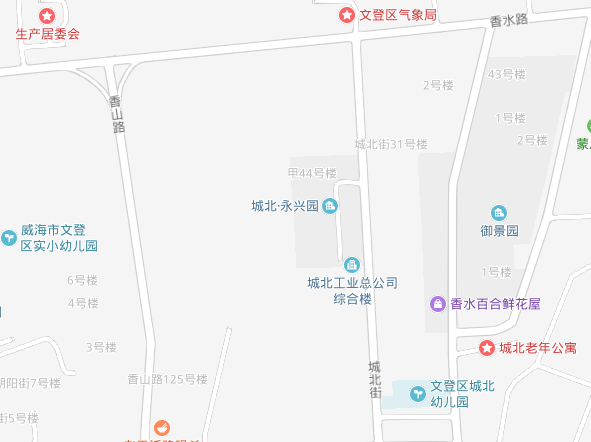 文登区气象局
香水路
生产居委会
43号楼
2号楼
香
山
路
1号楼
2号楼
城北街31号楼
甲44号楼
城北·永兴园
威海市文登
区实小幼儿园
御景园
1号楼
6号楼
城北工业总公司
综合楼
4号楼
香水百合鲜花屋
3号楼
城北老年公寓
城
北
街
香山路125号楼
阳街7号楼
文登区城北
幼儿园
街5号楼